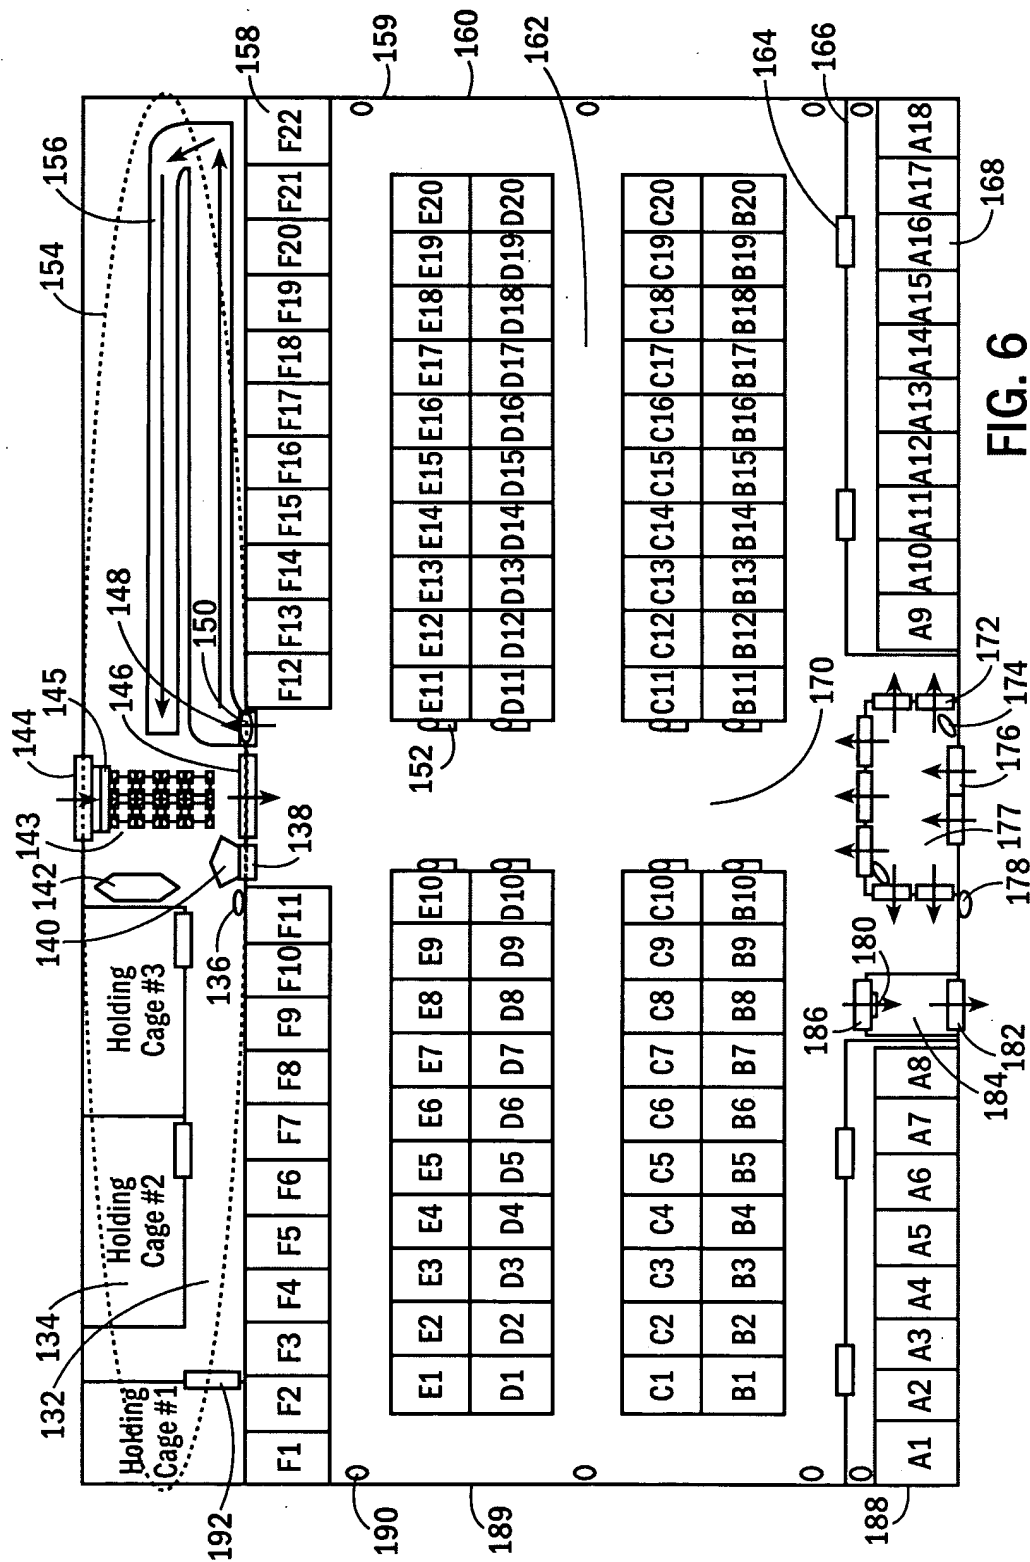 143 144
132 134 140 142 145 154 156
Holding Cage #1
Holding Cage #2
Holding Cage #3
146 148
192 136 150 158
138
F1 F2 F3 F4 F5 F6 F7 F8 F9 F10 F11 F12 F13 F14 F15 F16 F17 F18 F19 F20 F21 F22
190 159
152
E1 E2 E3 E4 E5 E6 E7 E8 E9 E10 E11 E12 E13 E14 E15 E16 E17 E18 E19 E20
189 160
D1 D2 D3 D4 D5 D6 D7 D8 D9 D10 D11 D12 D13 D14 D15 D16 D17 D18 D19 D20
162
C1 C2 C3 C4 C5 C6 C7 C8 C9 C10 C11 C12 C13 C14 C15 C16 C17 C18 C19 C20
B1 B2 B3 B4 B5 B6 B7 B8 B9 B10 B11 B12 B13 B14 B15 B16 B17 B18 B19 B20
164
186 170 166
188 180
A1 A2 A3 A4 A5 A6 A7 A8 A9 A10 A11 A12 A13 A14 A15 A16 A17 A18
184 182 178 177 176 174 172 168
FIG. 6